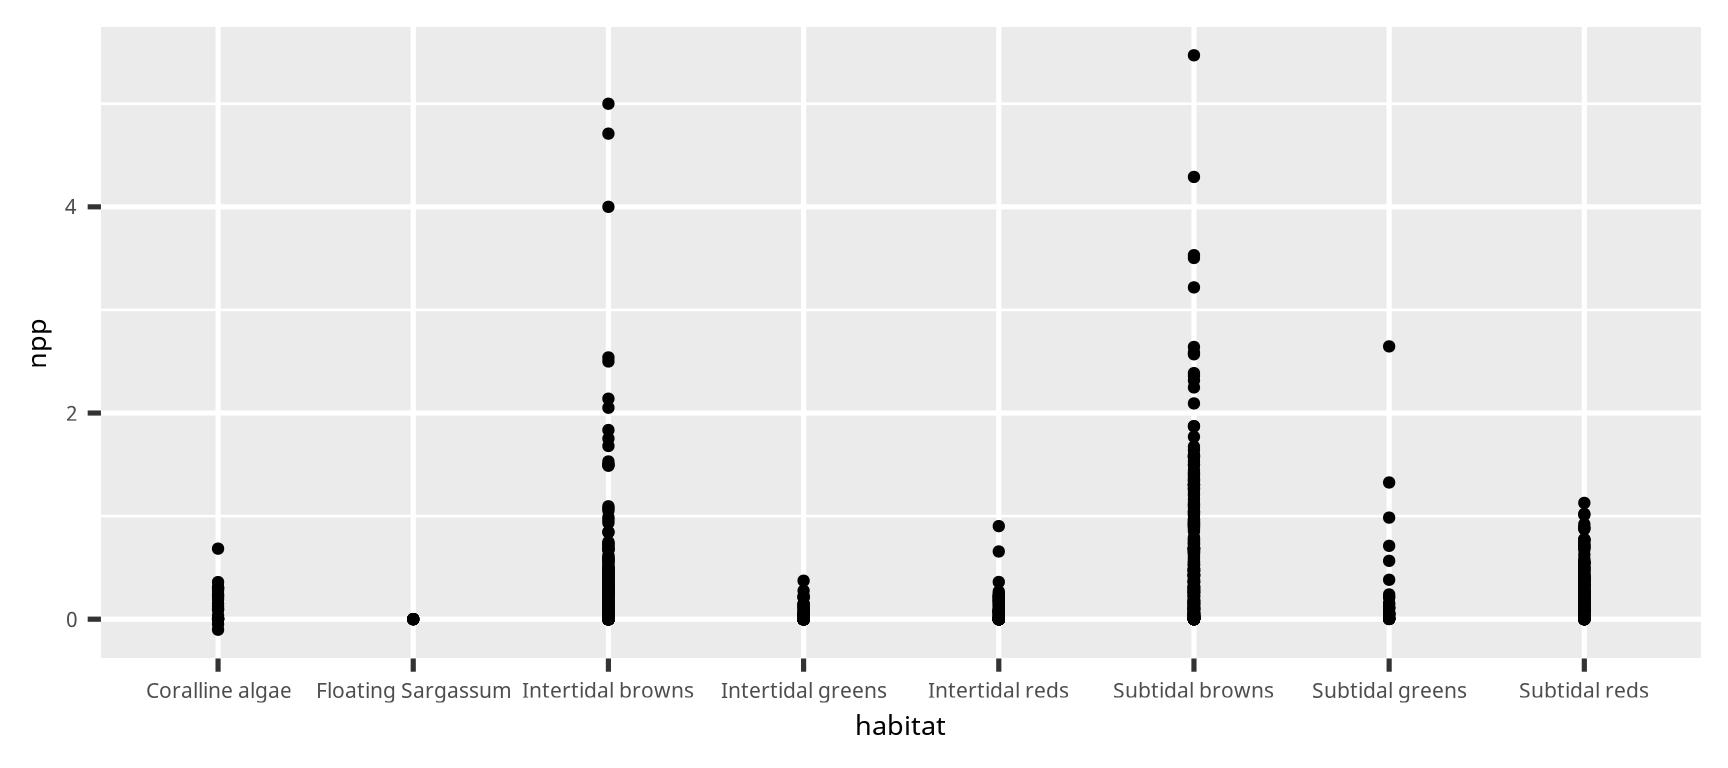 npp
4
2
0
Coralline algae Floating Sargassum Intertidal browns Intertidal greens Intertidal reds Subtidal browns Subtidal greens Subtidal reds
habitat